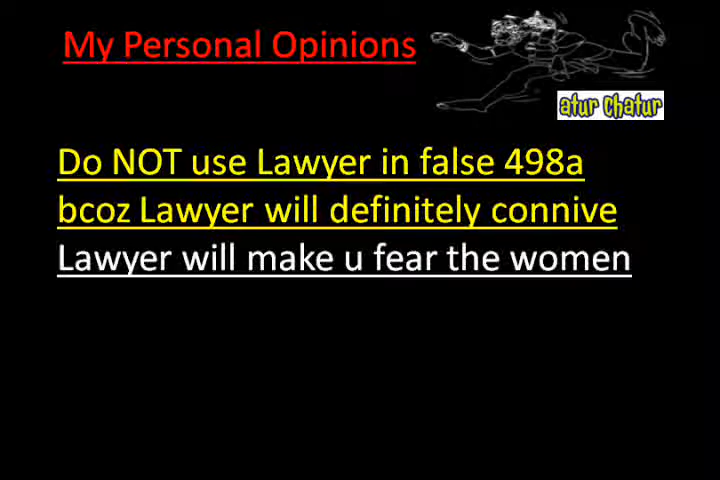 My Personal Opinions
atur chatur
Do NOT use Lawyer in false 498a
bcoz Lawyer will definitely connive
Lawyer will make u fear the women